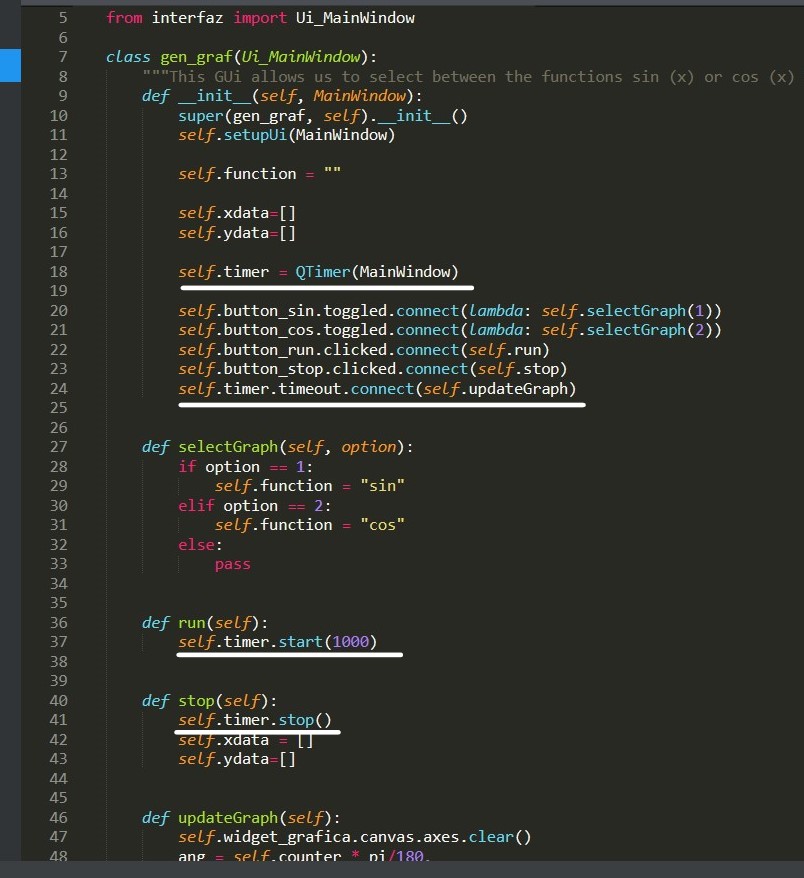 5 from interfaz import Ui_MainWindow
6
7 class gen_graf(Ui_MainWindow):
8 """This GUi allows us to select between the functions sin (x) or cos (x)
9 def __init__(self, MainWindow):
10 super(gen_graf, self).__init__()
11 self.setupUi(MainWindow)
12
13 self.function = ""
14
15 self.xdata=[]
16 self.ydata=[]
17
18 self.timer = QTimer(MainWindow)
19
20 self.button_sin.toggled.connect(lambda: self.selectGraph(1))
21 self.button_cos.toggled.connect(lambda: self.selectGraph(2))
22 self.button_run.clicked.connect(self.run)
23 self.button_stop.clicked.connect(self.stop)
24 self.timer.timeout.connect(self.updateGraph)
25
26
27 def selectGraph(self, option):
28 if option == 1:
29 self.function = "sin"
30 elif option == 2:
31 self.function = "cos"
32 else:
33 pass
34
35
36 def run(self):
37 self.timer.start(1000)
38
39
40 def stop(self):
41 self.timer.stop()
42 self.xdata = []
43 self.ydata=[]
44
45
46 def updateGraph(self):
47 self.widget_grafica.canvas.axes.clear()
48 ang = self.counter * pi/180.